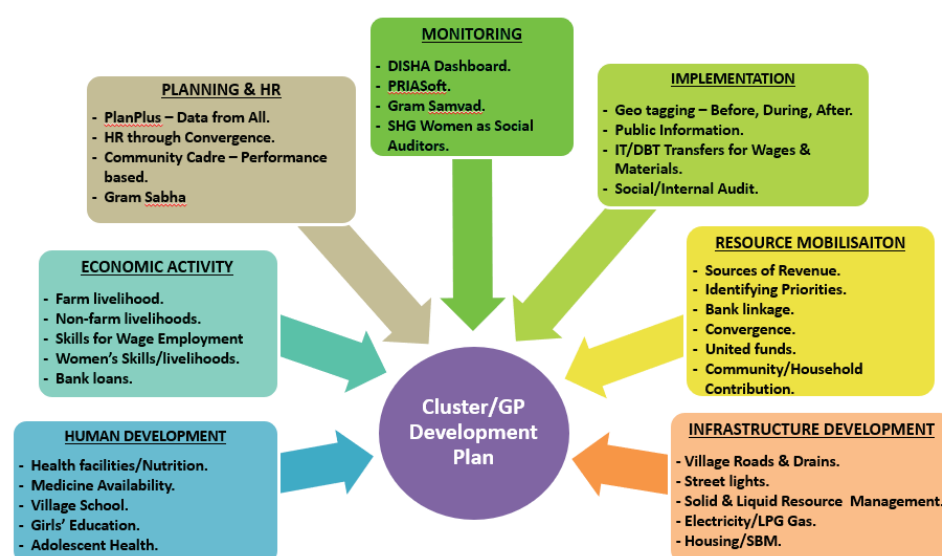 MONITORING
- DISHA Dashboard.
- PRIASoft.
- Gram Samvad.
- SHG Women as Social
Auditors.
PLANNING & HR
- PlanPlus – Data from All.
- HR through Convergence.
- Community Cadre – Performance
based.
- Gram Sabha
IMPLEMENTATION
- Geo tagging – Before, During, After.
- Public Information.
- IT/DBT Transfers for Wages &
Materials.
- Social/Internal Audit.
ECONOMIC ACTIVITY
- Farm livelihood.
- Non-farm livelihoods.
- Skills for Wage Employment
- Women’s Skills/livelihoods.
- Bank loans.
RESOURCE MOBILISAITON
- Sources of Revenue.
- Identifying Priorities.
- Bank linkage.
- Convergence.
- United funds.
- Community/Household
Contribution.
Cluster/GP
Development
Plan
HUMAN DEVELOPMENT
- Health facilities/Nutrition.
- Medicine Availability.
- Village School.
- Girls’ Education.
- Adolescent Health.
INFRASTRUCTURE DEVELOPMENT
- Village Roads & Drains.
- Street lights.
- Solid & Liquid Resource Management.
- Electricity/LPG Gas.
- Housing/SBM.